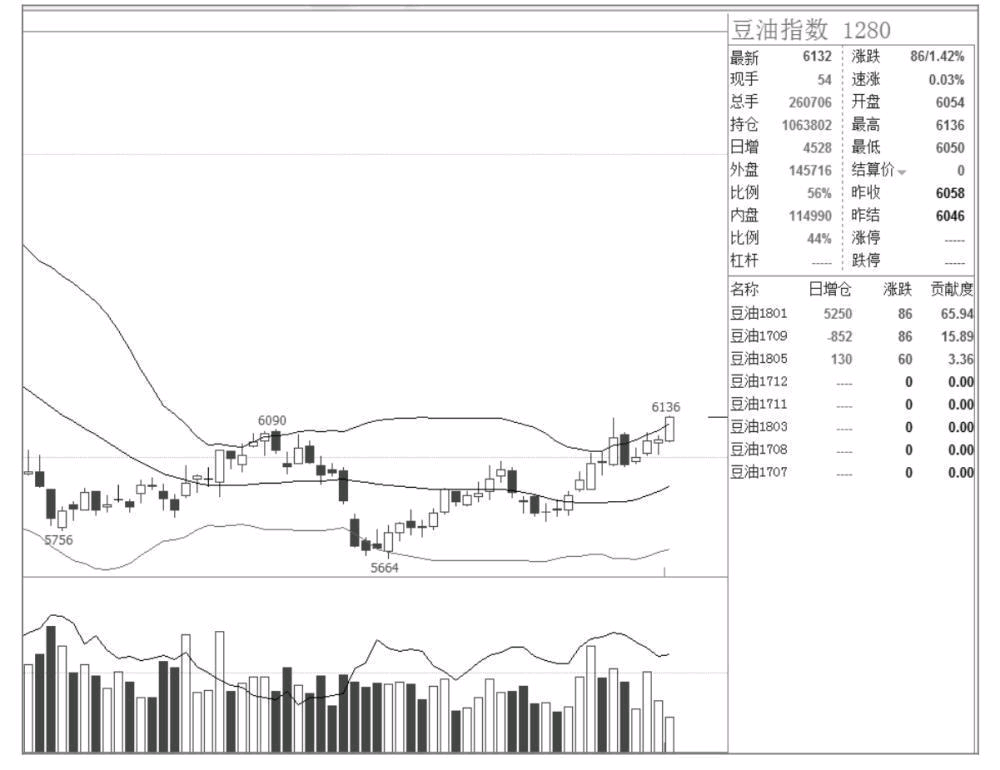 豆油指数 1280
最新 6132 涨跌 86/1.42%
现手 54 速涨 0.03%
总手 260706 开盘 6054
持仓 1063802 最高 6136
日增 4528 最低 6050
外盘 145716 结算价 0
比例 56% 昨收 6058
内盘 114990 昨结 6046
比例 44% 涨停 -----
杠杆 ----- 跌停 -----
名称 日增仓 涨跌 贡献度
豆油1801 5250 86 65.94
豆油1709 -852 86 15.89
豆油1805 130 60 3.36
豆油1712 ---- 0 0.00
豆油1711 ---- 0 0.00
豆油1803 ---- 0 0.00
豆油1708 ---- 0 0.00
豆油1707 ---- 0 0.00
6136
6090
5756
5664